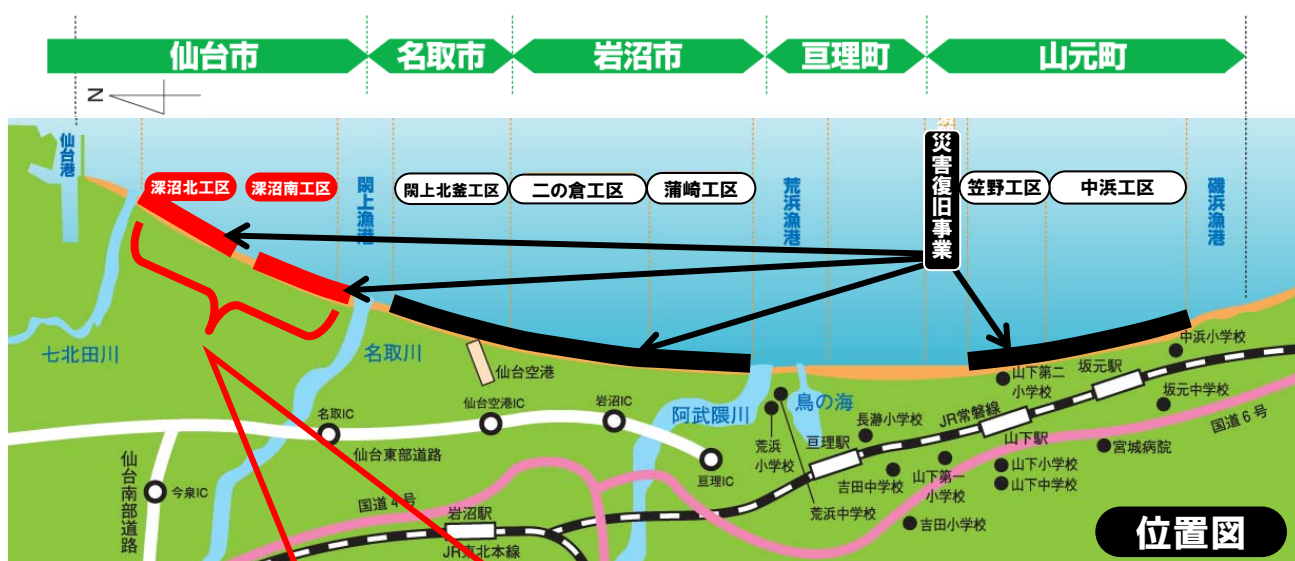 仙台市
名取市
岩沼市
亘理町
山元町
N
仙台港
深沼北工区
深沼南工区
閖上漁港
閖上北釜工区
二の倉工区
蒲崎工区
荒浜漁港
災害復旧事業
笠野工区
中浜工区
磯浜漁港
七北田川
名取川
仙台空港
中浜小学校
坂元駅
山下第二
小学校
坂元中学校
名取IC
仙台空港IC
岩沼IC
阿武隈川
鳥の海
長瀞小学校
JR常磐線
山下駅
国道6号
仙台東部道路
荒浜
小学校
亘理駅
宮城病院
仙台南部道路
今泉IC
亘理IC
吉田中学校
山下第一
小学校
山下小学校
山下中学校
国道4号
岩沼駅
荒浜中学校
吉田小学校
JR東北本線
位置図